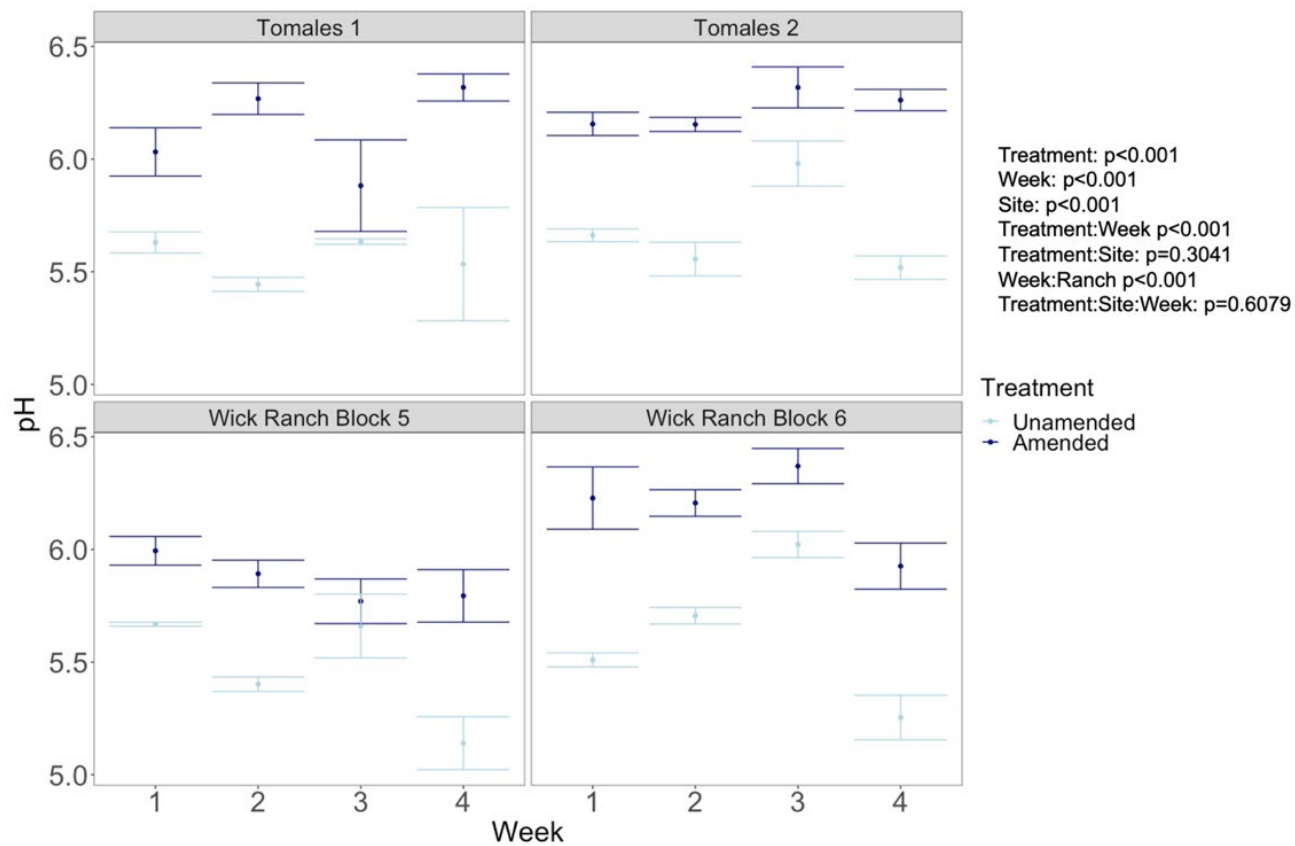 Tomales 1
Tomales 2
6.5
6.0
5.5
5.0
Treatment: p<0.001
Week: p<0.001
Site: p<0.001
Treatment:Week p<0.001
Treatment:Site: p=0.3041
Week:Ranch p<0.001
Treatment:Site:Week: p=0.6079
Treatment
Unamended
Amended
pH
Wick Ranch Block 5
Wick Ranch Block 6
6.5
6.0
5.5
5.0
1 2 3 4
1 2 3 4
Week